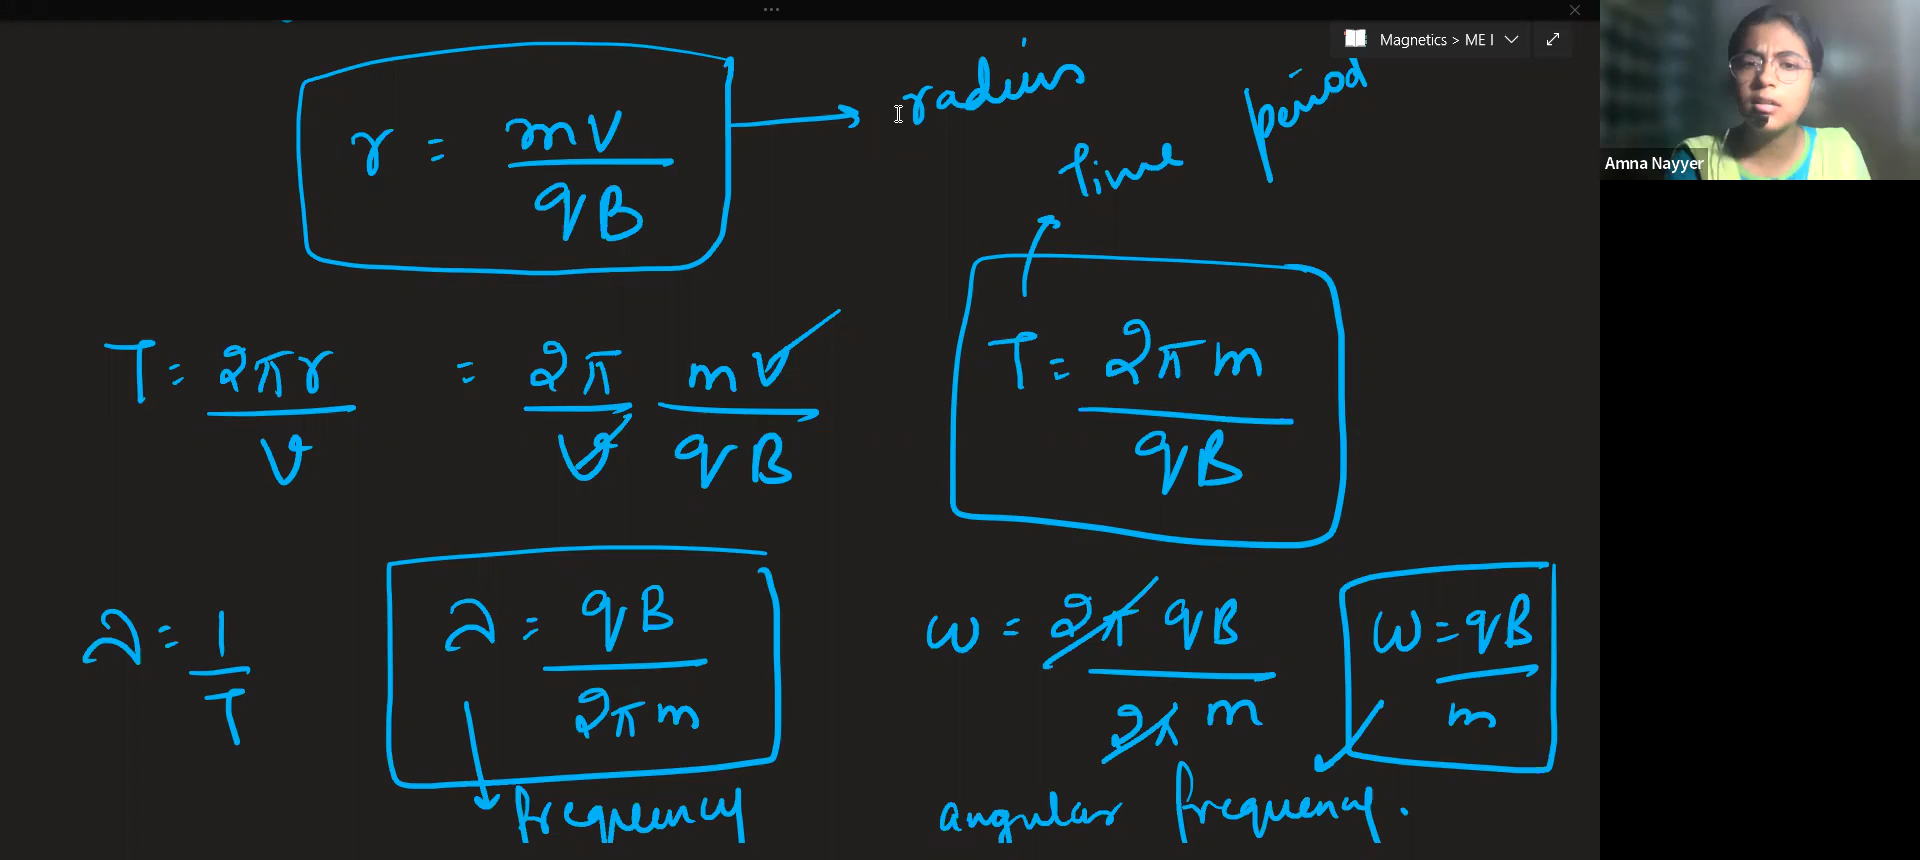 Magnetics > ME I
r = mv / qB → radius
time period
T = 2πr / v = 2π / v mv / qB
T = 2πm / qB
ν = 1 / T
ν = qB / 2πm
ω = 2π qB / 2π m
ω = qB / m
frequency
angular frequency.
Amna Nayyer